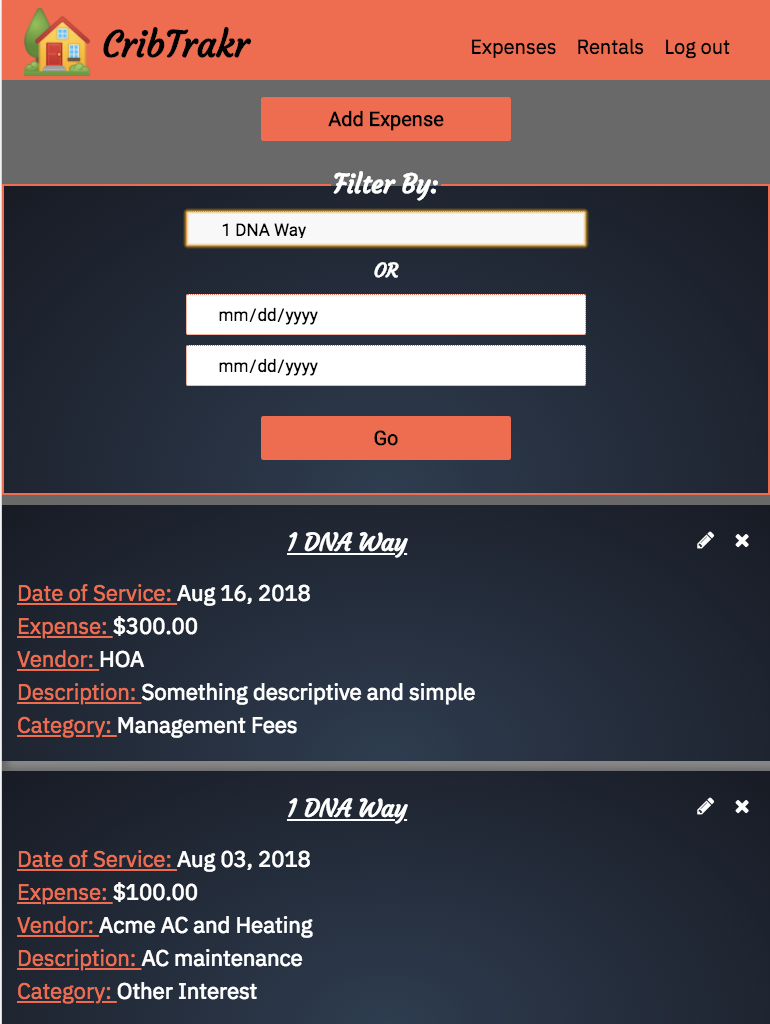 CribTrakr
Expenses Rentals Log out
Add Expense
Filter By:
1 DNA Way
OR
mm/dd/yyyy
mm/dd/yyyy
Go
1 DNA Way
Date of Service: Aug 16, 2018
Expense: $300.00
Vendor: HOA
Description: Something descriptive and simple
Category: Management Fees
1 DNA Way
Date of Service: Aug 03, 2018
Expense: $100.00
Vendor: Acme AC and Heating
Description: AC maintenance
Category: Other Interest